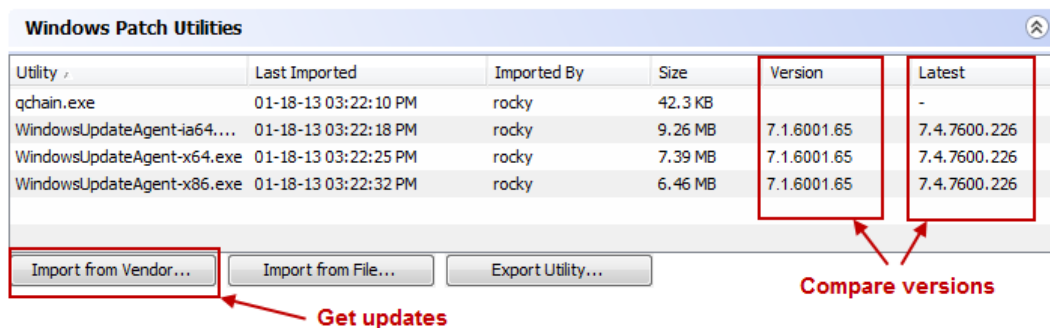 Windows Patch Utilities
Utility Last Imported Imported By Size Version Latest
qchain.exe 01-18-13 03:22:10 PM rocky 42.3 KB -
WindowsUpdateAgent-ia64.... 01-18-13 03:22:18 PM rocky 9.26 MB 7.1.6001.65 7.4.7600.226
WindowsUpdateAgent-x64.exe 01-18-13 03:22:25 PM rocky 7.39 MB 7.1.6001.65 7.4.7600.226
WindowsUpdateAgent-x86.exe 01-18-13 03:22:32 PM rocky 6.46 MB 7.1.6001.65 7.4.7600.226
Import from Vendor... Import from File... Export Utility...
Compare versions
Get updates